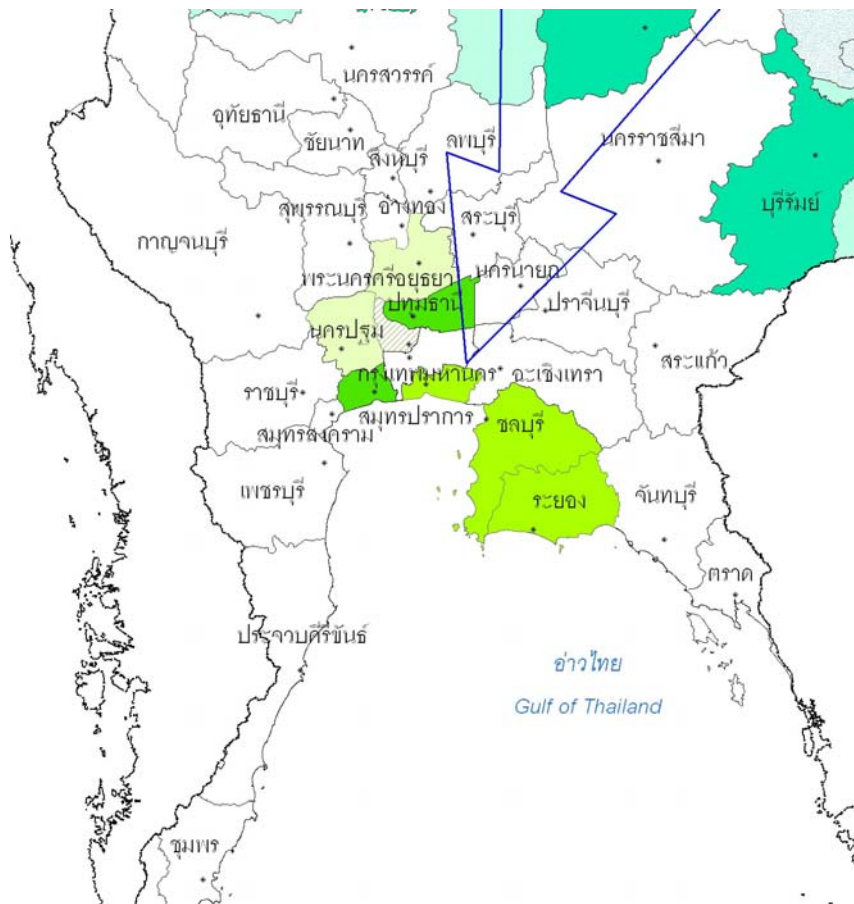 นครสวรรค์
อุทัยธานี
ชัยนาท
ลพบุรี
นครราชสีมา
สิงห์บุรี
บุรีรัมย์
สุพรรณบุรี
อ่างทอง
สระบุรี
กาญจนบุรี
พระนครศรีอยุธยา
นครนายก
ปทุมธานี
ปราจีนบุรี
นครปฐม
สระแก้ว
กรุงเทพมหานคร
ฉะเชิงเทรา
ราชบุรี
สมุทรปราการ
ชลบุรี
สมุทรสงคราม
เพชรบุรี
ระยอง
จันทบุรี
ตราด
ประจวบคีรีขันธ์
อ่าวไทย
Gulf of Thailand
ชุมพร